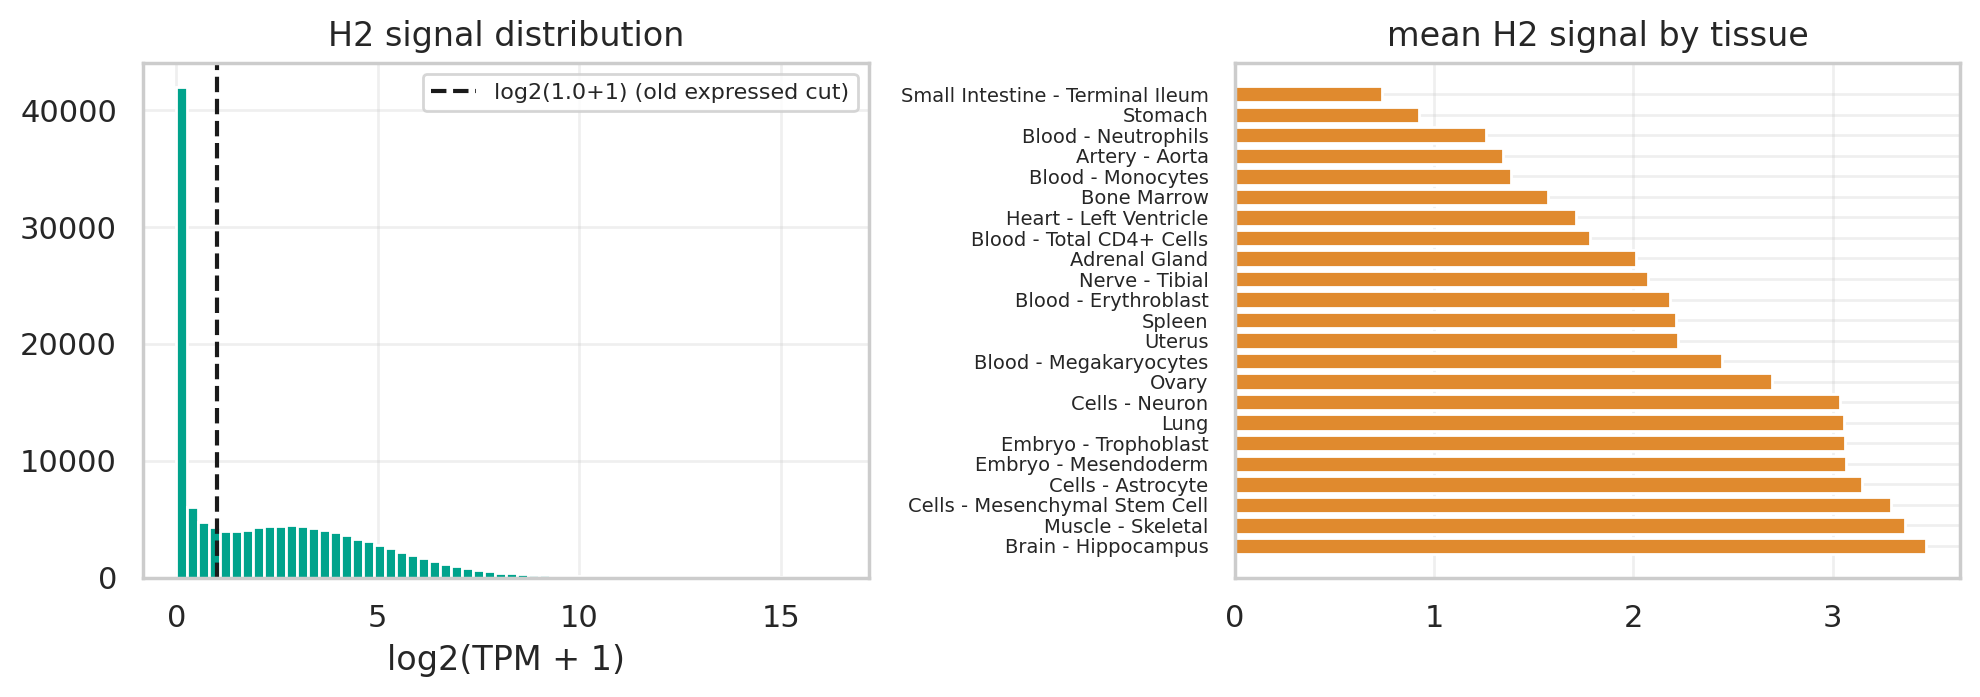 H2 signal distribution
log2(1.0+1) (old expressed cut)
40000
30000
20000
10000
0
0
5
10
15
log2(TPM + 1)
mean H2 signal by tissue
Small Intestine - Terminal Ileum
Stomach
Blood - Neutrophils
Artery - Aorta
Blood - Monocytes
Bone Marrow
Heart - Left Ventricle
Blood - Total CD4+ Cells
Adrenal Gland
Nerve - Tibial
Blood - Erythroblast
Spleen
Uterus
Blood - Megakaryocytes
Ovary
Cells - Neuron
Lung
Embryo - Trophoblast
Embryo - Mesendoderm
Cells - Astrocyte
Cells - Mesenchymal Stem Cell
Muscle - Skeletal
Brain - Hippocampus
0
1
2
3